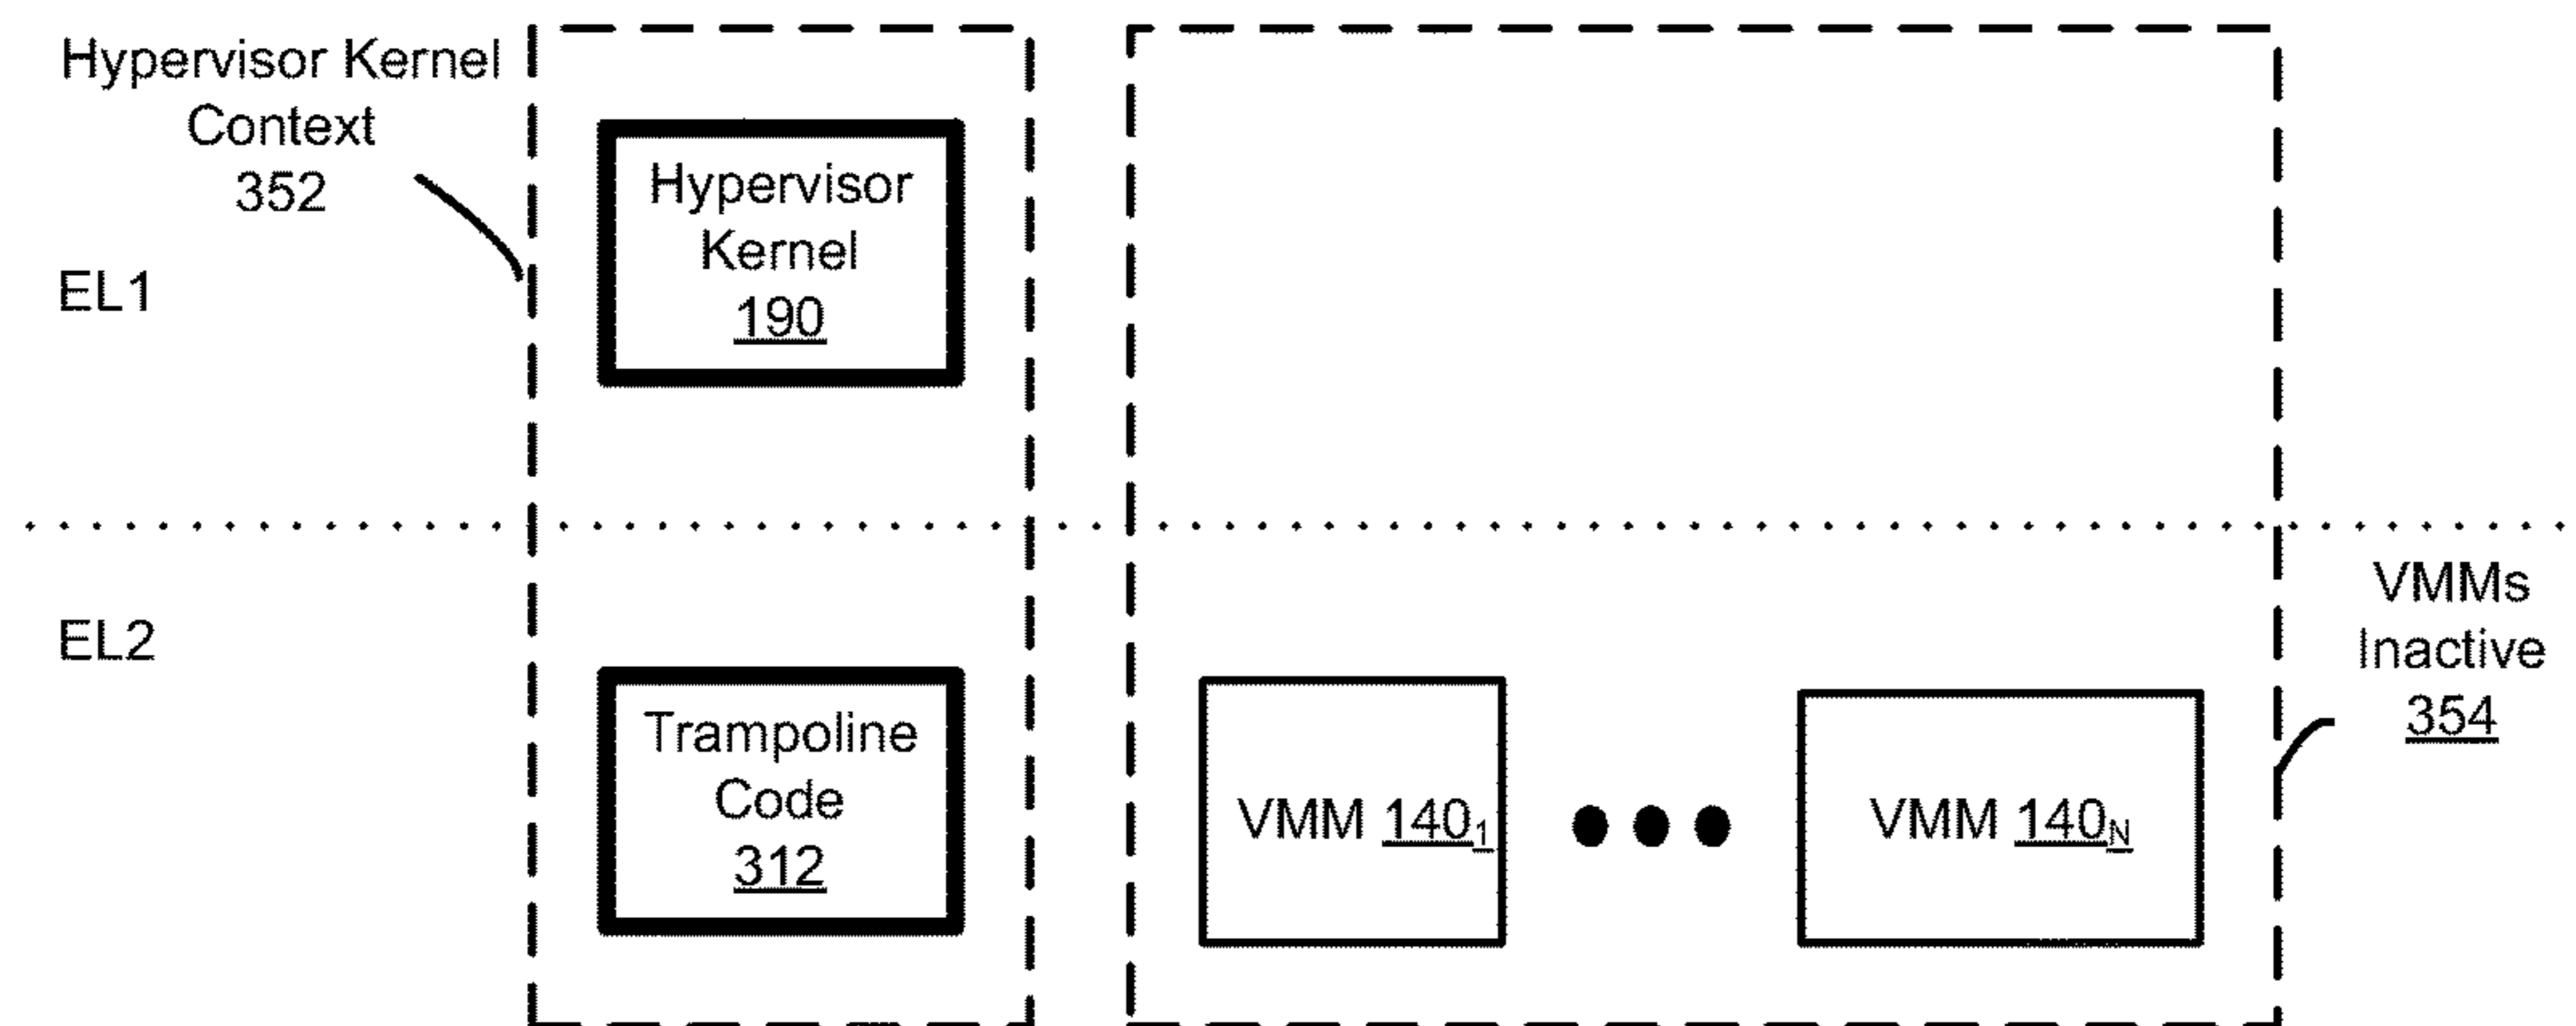 Hypervisor Kernel
Context
352
EL1
Hypervisor
Kernel
190
EL2
Trampoline
Code
312
VMM 140₁
VMM 140N
VMMs
Inactive
354